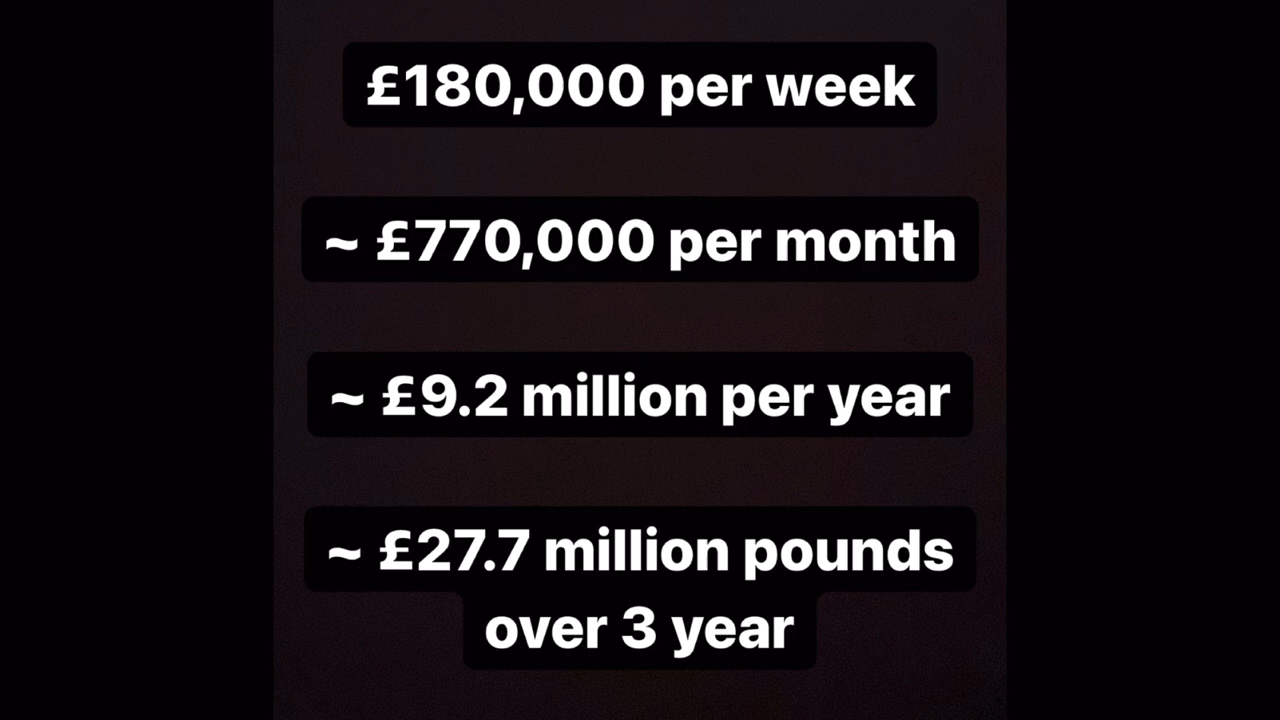 £180,000 per week
~ £770,000 per month
~ £9.2 million per year
~ £27.7 million pounds
over 3 year